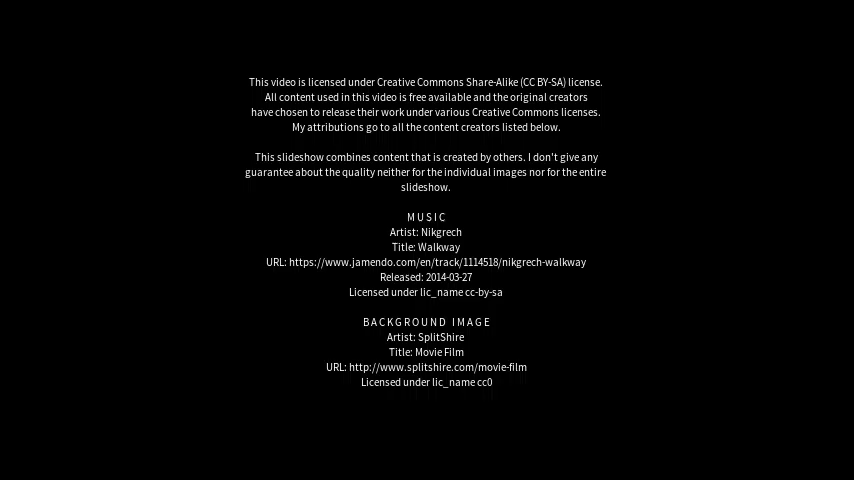 This video is licensed under Creative Commons Share-Alike (CC BY-SA) license.
All content used in this video is free available and the original creators
have chosen to release their work under various Creative Commons licenses.
My attributions go to all the content creators listed below.
This slideshow combines content that is created by others. I don't give any
guarantee about the quality neither for the individual images nor for the entire
slideshow.
MUSIC
Artist: Nikgrech
Title: Walkway
URL: https://www.jamendo.com/en/track/1114518/nikgrech-walkway
Released: 2014-03-27
Licensed under lic_name cc-by-sa
BACKGROUND IMAGE
Artist: SplitShire
Title: Movie Film
URL: http://www.splitshire.com/movie-film
Licensed under lic_name cc0